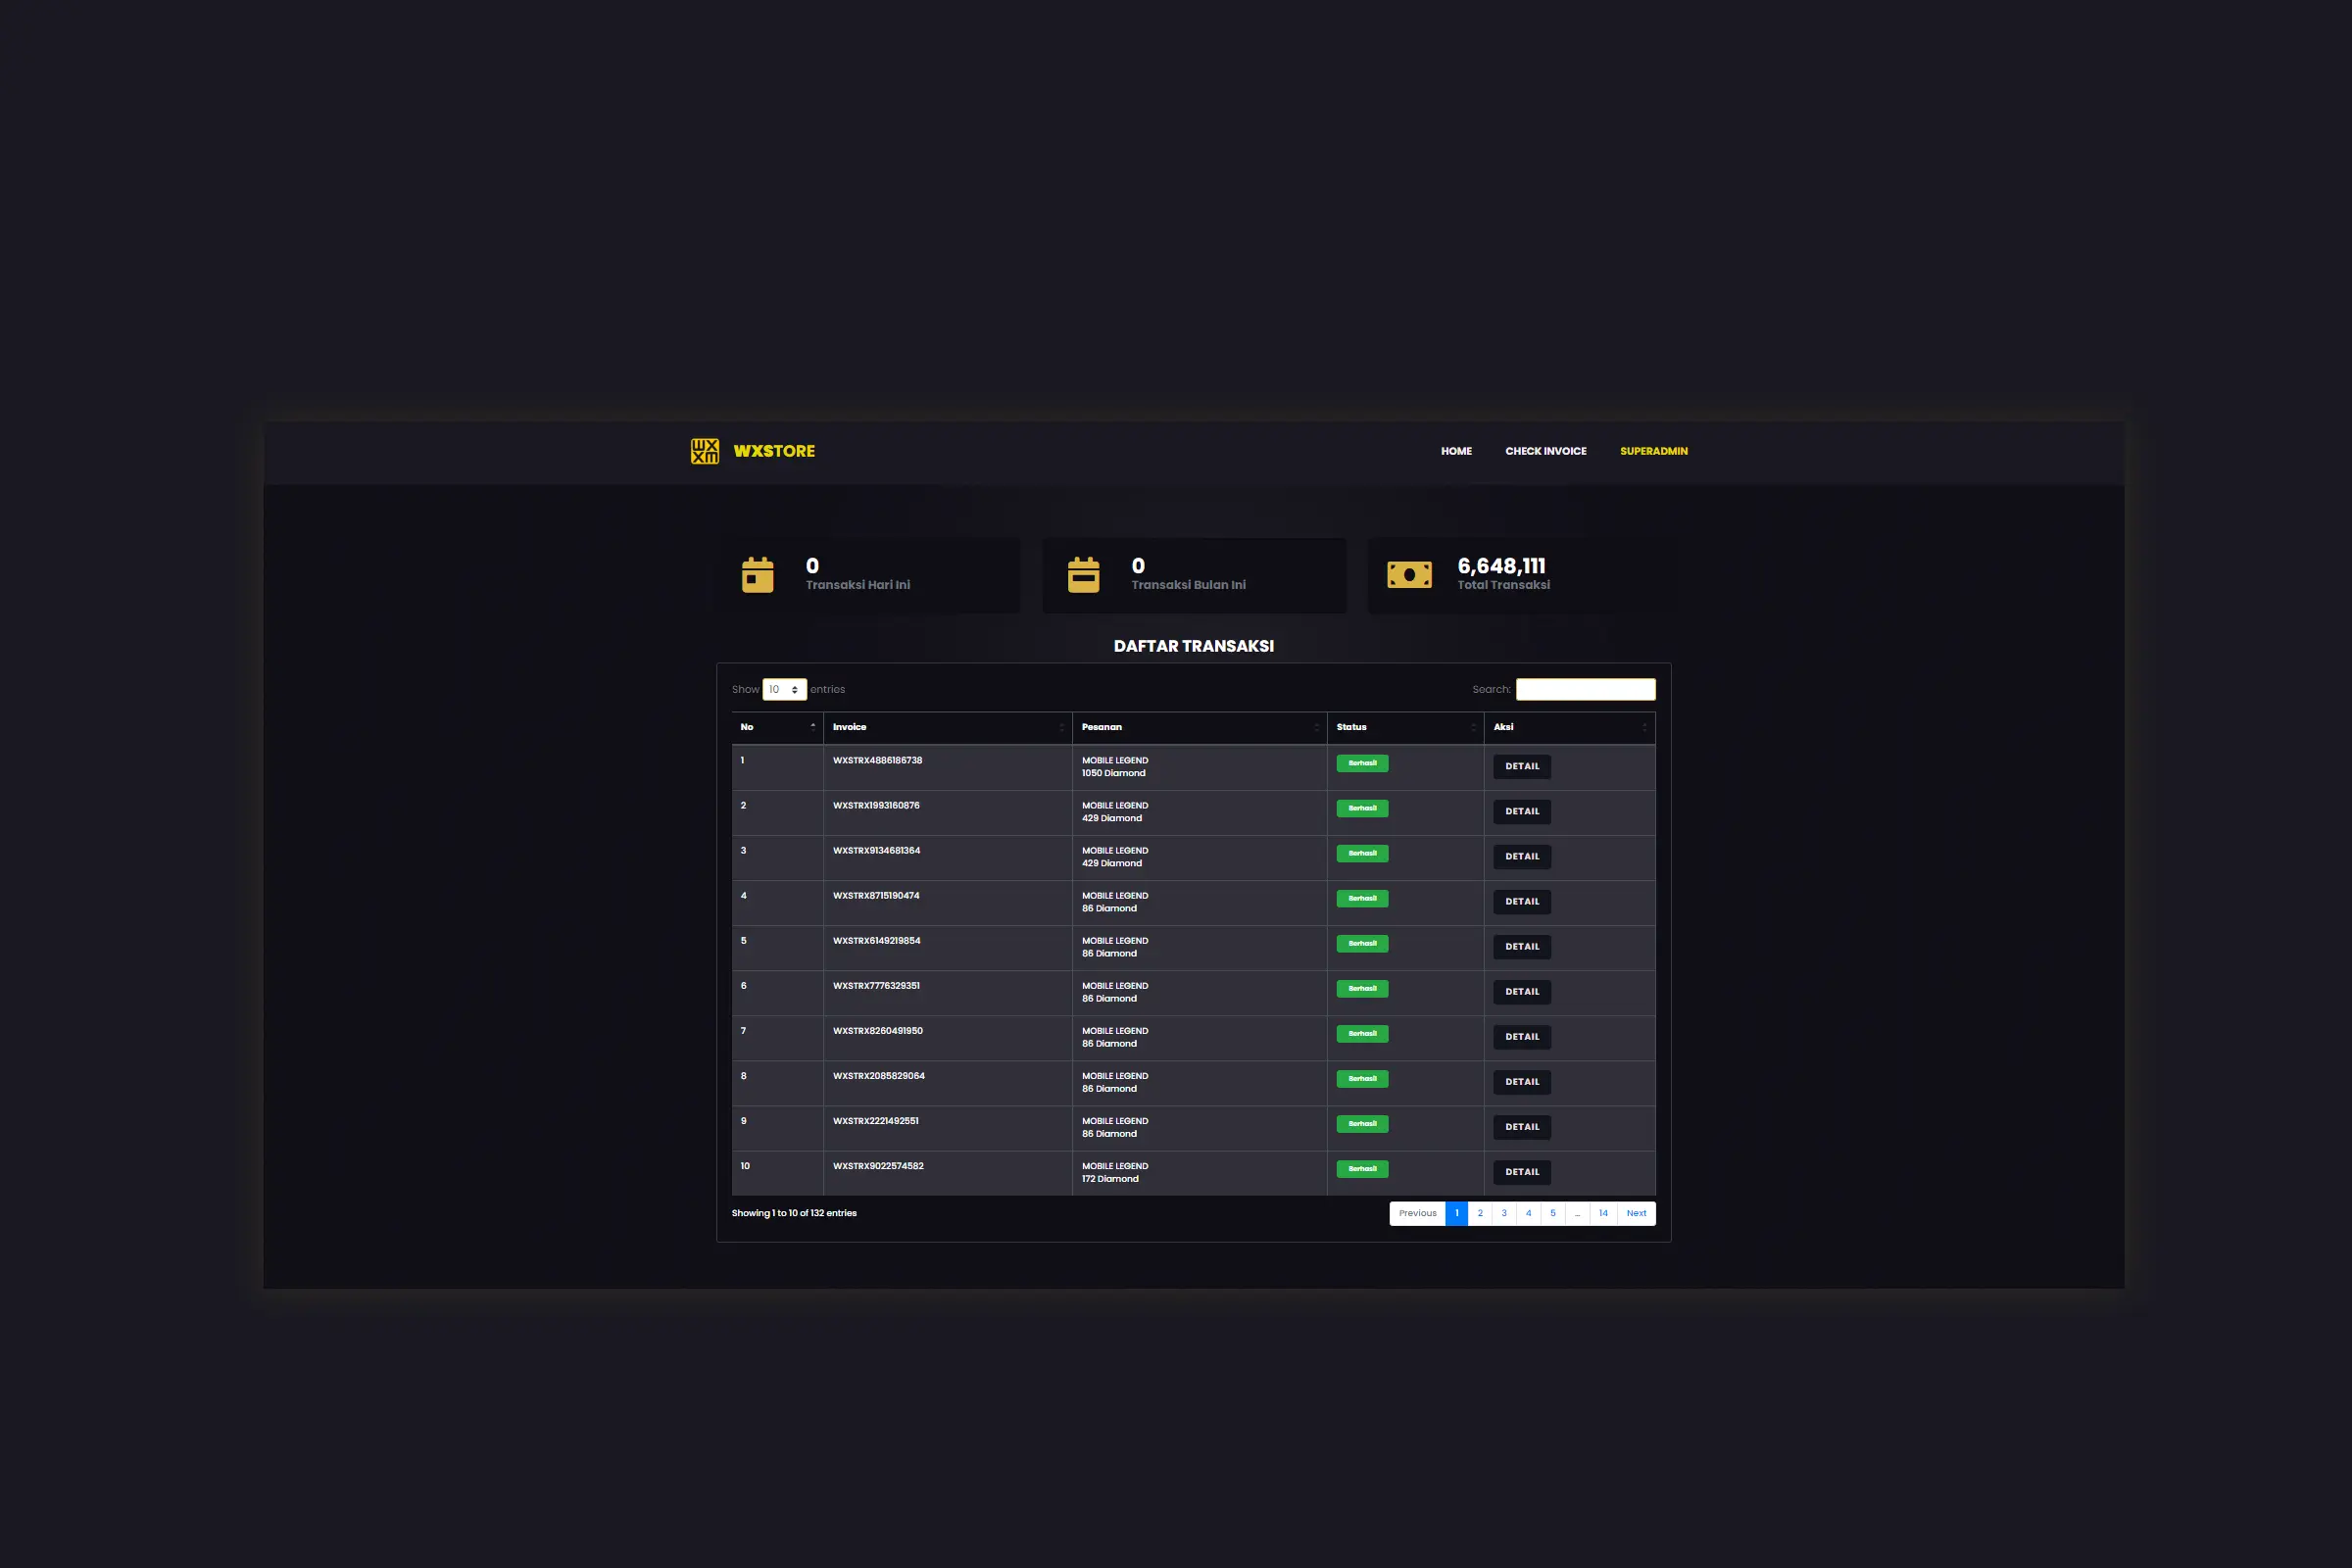 WX
XM
WXSTORE
HOME
CHECK INVOICE
SUPERADMIN
0
Transaksi Hari Ini
0
Transaksi Bulan Ini
6,648,111
Total Transaksi
DAFTAR TRANSAKSI
Show 10 entries
Search:
No Invoice Pesanan Status Aksi
1 WXSTRX4886186738 MOBILE LEGEND Berhasil DETAIL
1050 Diamond
2 WXSTRX1993160876 MOBILE LEGEND Berhasil DETAIL
429 Diamond
3 WXSTRX9134681364 MOBILE LEGEND Berhasil DETAIL
429 Diamond
4 WXSTRX8715190474 MOBILE LEGEND Berhasil DETAIL
86 Diamond
5 WXSTRX6149219854 MOBILE LEGEND Berhasil DETAIL
86 Diamond
6 WXSTRX7776329351 MOBILE LEGEND Berhasil DETAIL
86 Diamond
7 WXSTRX8260491950 MOBILE LEGEND Berhasil DETAIL
86 Diamond
8 WXSTRX2085829064 MOBILE LEGEND Berhasil DETAIL
86 Diamond
9 WXSTRX2221492551 MOBILE LEGEND Berhasil DETAIL
86 Diamond
10 WXSTRX9022574582 MOBILE LEGEND Berhasil DETAIL
172 Diamond
Showing 1 to 10 of 132 entries
Previous 1 2 3 4 5 … 14 Next